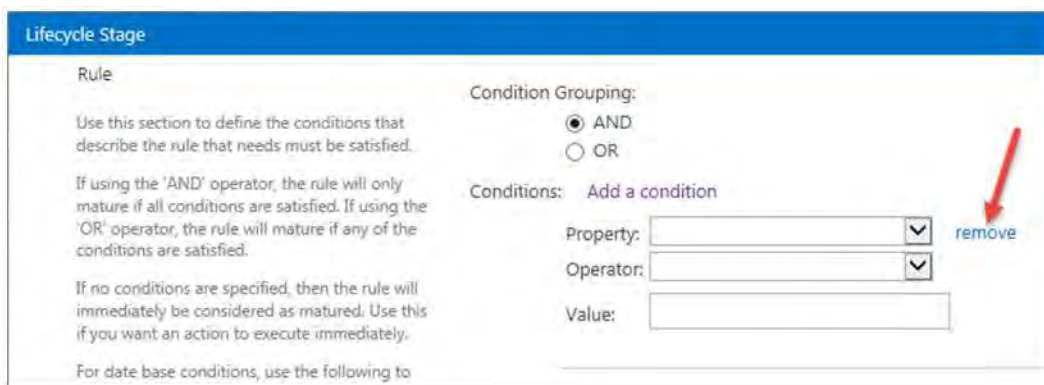 Lifecycle Stage
Rule
Use this section to define the conditions that
describe the rule that needs must be satisfied.
If using the 'AND' operator, the rule will only
mature if all conditions are satisfied. If using the
'OR' operator, the rule will mature if any of the
conditions are satisfied.
If no conditions are specified, then the rule will
immediately be considered as matured. Use this
if you want an action to execute immediately.
For date base conditions, use the following to
Condition Grouping:
AND
OR
Conditions: Add a condition
Property: remove
Operator:
Value: